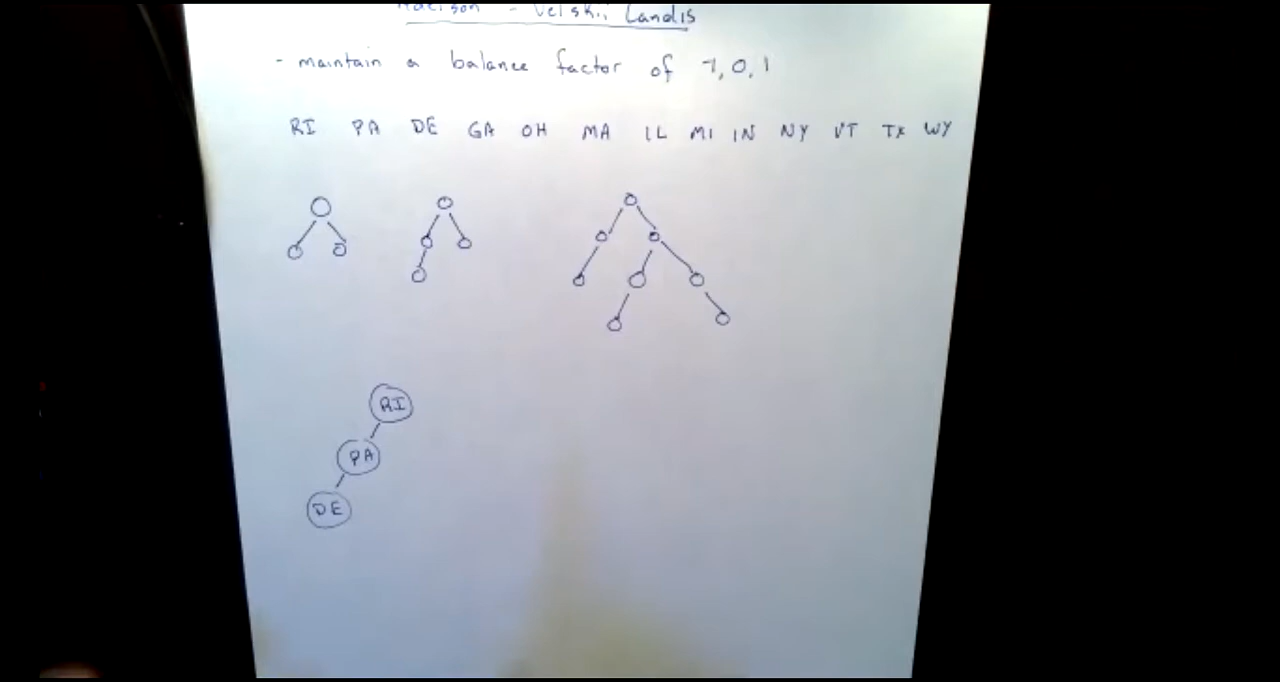 Adelson - Velskii Landis
- maintain a balance factor of -1, 0, 1
RI PA DE GA OH MA IL MI IN NY VT TX WY
RI
PA
DE